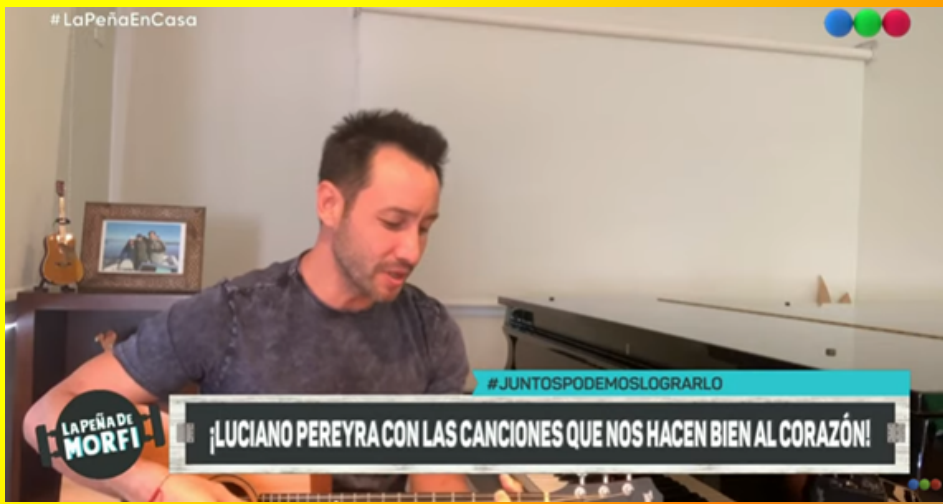 #LaPeñaEnCasa
#JUNTOSPODEMOSLOGRARLO
LA PEÑA DE
MORFI
¡LUCIANO PEREYRA CON LAS CANCIONES QUE NOS HACEN BIEN AL CORAZÓN!